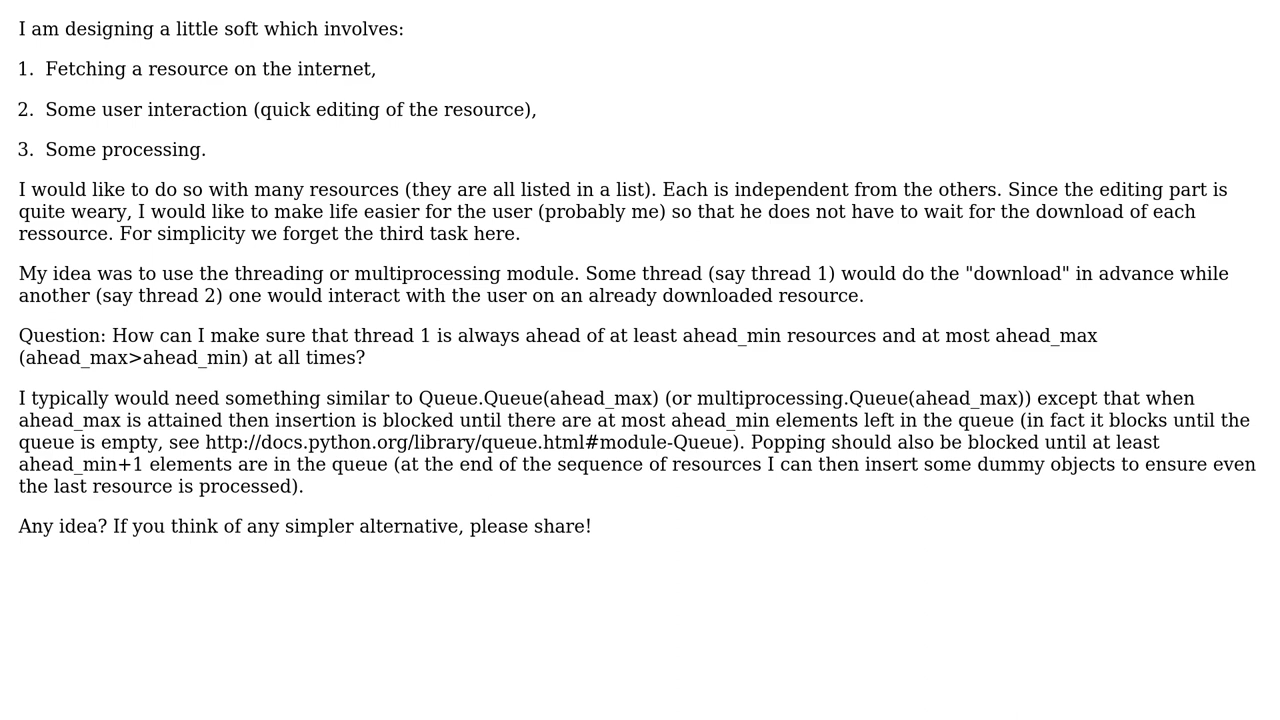 I am designing a little soft which involves:
1. Fetching a resource on the internet,
2. Some user interaction (quick editing of the resource),
3. Some processing.
I would like to do so with many resources (they are all listed in a list). Each is independent from the others. Since the editing part is
quite weary, I would like to make life easier for the user (probably me) so that he does not have to wait for the download of each
ressource. For simplicity we forget the third task here.
My idea was to use the threading or multiprocessing module. Some thread (say thread 1) would do the "download" in advance while
another (say thread 2) one would interact with the user on an already downloaded resource.
Question: How can I make sure that thread 1 is always ahead of at least ahead_min resources and at most ahead_max
(ahead_max>ahead_min) at all times?
I typically would need something similar to Queue.Queue(ahead_max) (or multiprocessing.Queue(ahead_max)) except that when
ahead_max is attained then insertion is blocked until there are at most ahead_min elements left in the queue (in fact it blocks until the
queue is empty, see http://docs.python.org/library/queue.html#module-Queue). Popping should also be blocked until at least
ahead_min+1 elements are in the queue (at the end of the sequence of resources I can then insert some dummy objects to ensure even
the last resource is processed).
Any idea? If you think of any simpler alternative, please share!